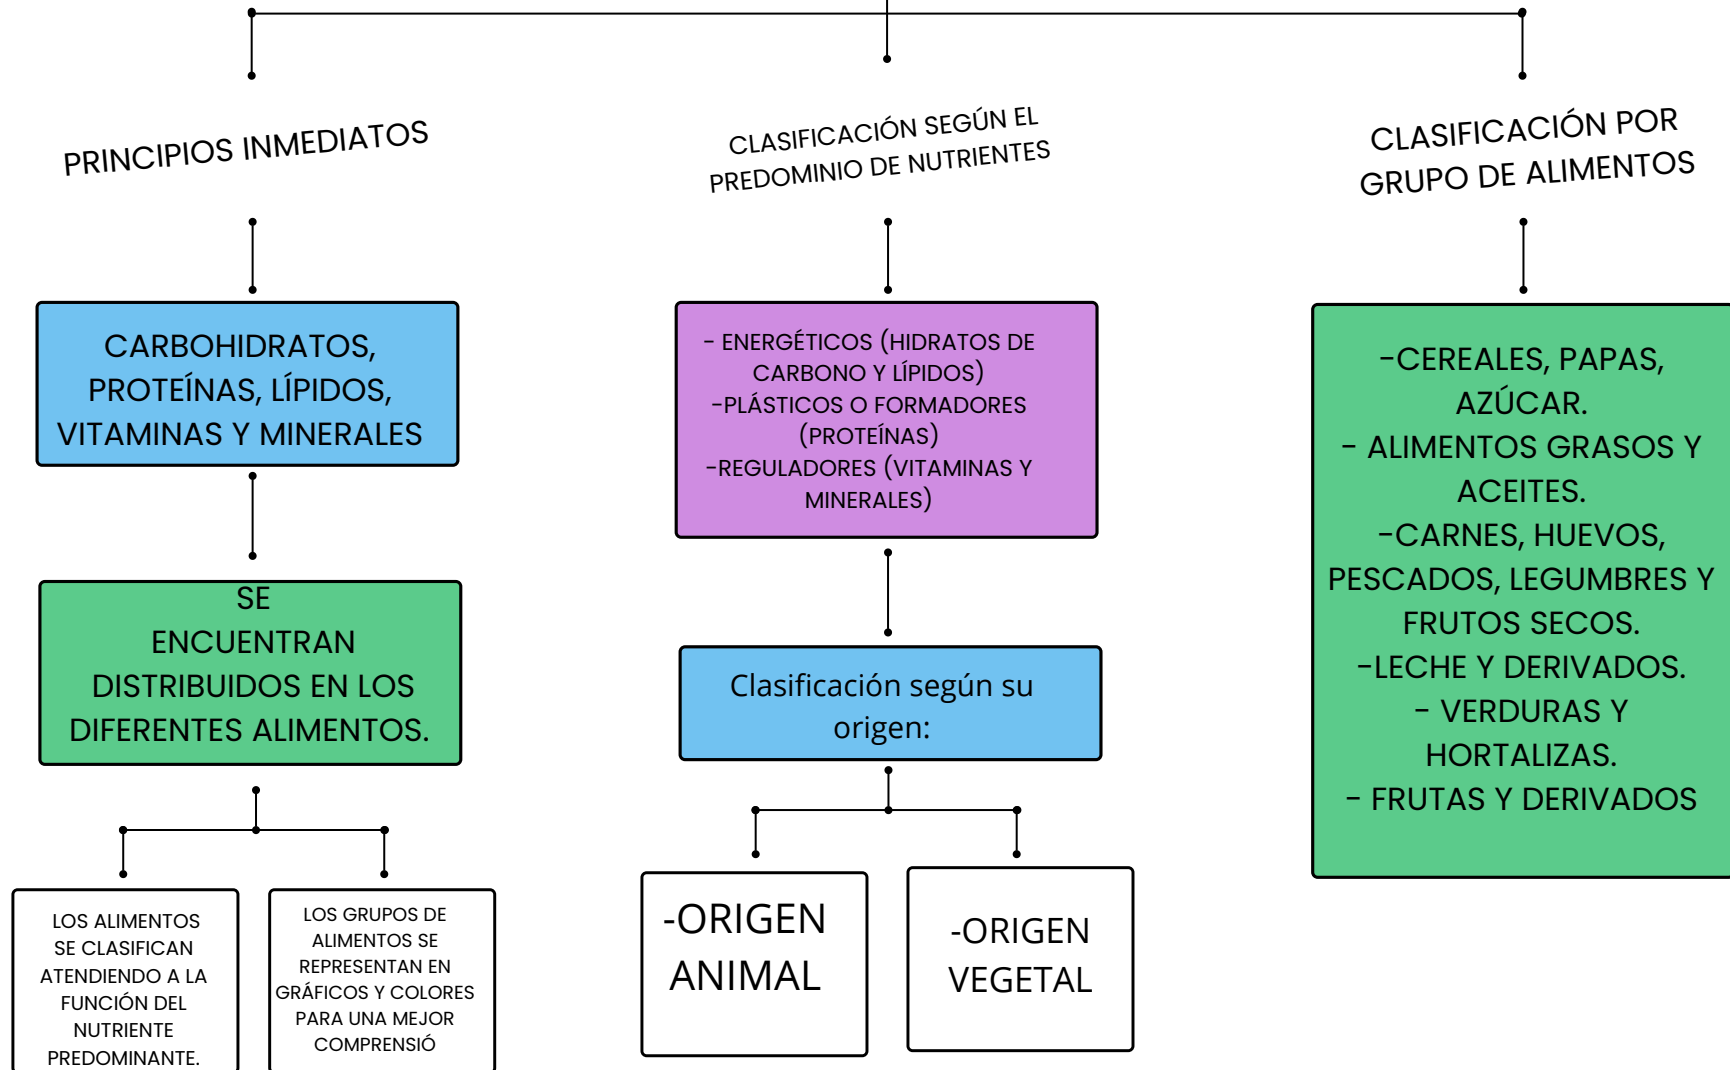 PRINCIPIOS INMEDIATOS
CARBOHIDRATOS,
PROTEÍNAS, LÍPIDOS,
VITAMINAS Y MINERALES
SE
ENCUENTRAN
DISTRIBUIDOS EN LOS
DIFERENTES ALIMENTOS.
LOS ALIMENTOS
SE CLASIFICAN
ATENDIENDO A LA
FUNCIÓN DEL
NUTRIENTE
PREDOMINANTE.
LOS GRUPOS DE
ALIMENTOS SE
REPRESENTAN EN
GRÁFICOS Y COLORES
PARA UNA MEJOR
COMPRENSIÓ
CLASIFICACIÓN SEGÚN EL
PREDOMINIO DE NUTRIENTES
- ENERGÉTICOS (HIDRATOS DE
CARBONO Y LÍPIDOS)
-PLÁSTICOS O FORMADORES
(PROTEÍNAS)
-REGULADORES (VITAMINAS Y
MINERALES)
Clasificación según su
origen:
-ORIGEN
ANIMAL
-ORIGEN
VEGETAL
CLASIFICACIÓN POR
GRUPO DE ALIMENTOS
-CEREALES, PAPAS,
AZÚCAR.
- ALIMENTOS GRASOS Y
ACEITES.
-CARNES, HUEVOS,
PESCADOS, LEGUMBRES Y
FRUTOS SECOS.
-LECHE Y DERIVADOS.
- VERDURAS Y
HORTALIZAS.
- FRUTAS Y DERIVADOS